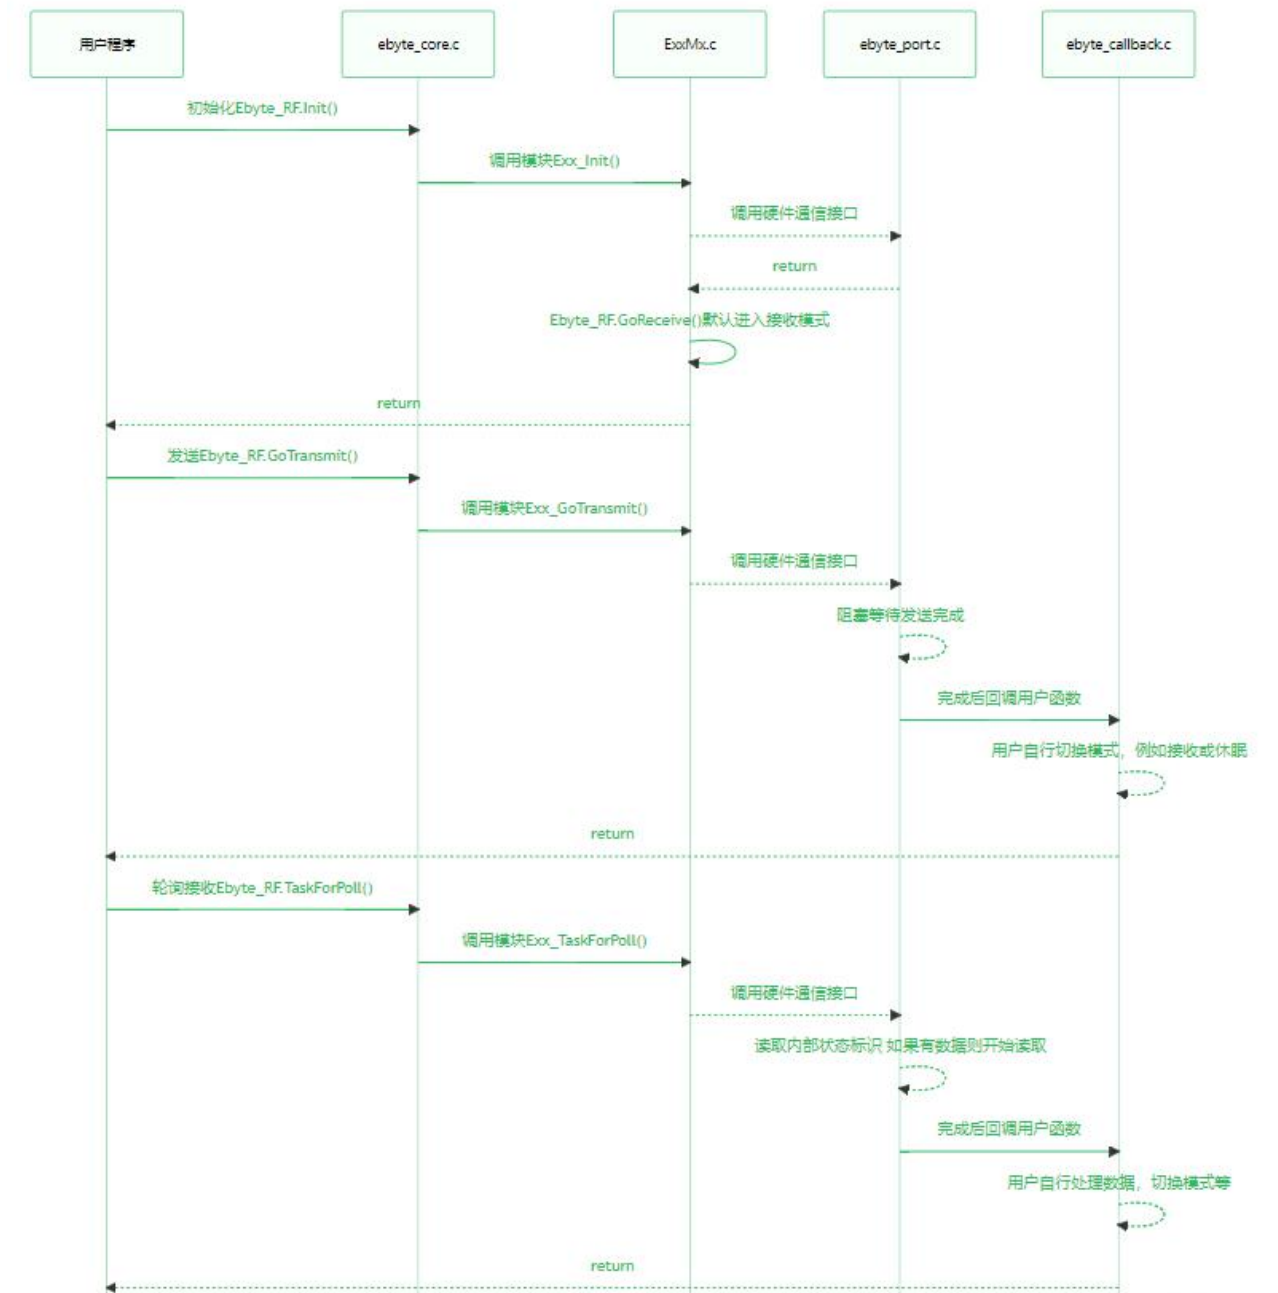 用户程序
ebyte_core.c
ExxMx.c
ebyte_port.c
ebyte_callback.c
初始化Ebyte_RF.Init()
调用模块Exx_Init()
调用硬件通信接口
return
Ebyte_RF.GoReceive()默认进入接收模式
return
发送Ebyte_RF.GoTransmit()
调用模块Exx_GoTransmit()
调用硬件通信接口
阻塞等待发送完成
完成后回调用户函数
用户自行切换模式，例如接收或休眠
return
轮询接收Ebyte_RF.TaskForPoll()
调用模块Exx_TaskForPoll()
调用硬件通信接口
读取内部状态标识 如果有数据则开始读取
完成后回调用户函数
用户自行处理数据，切换模式等
return